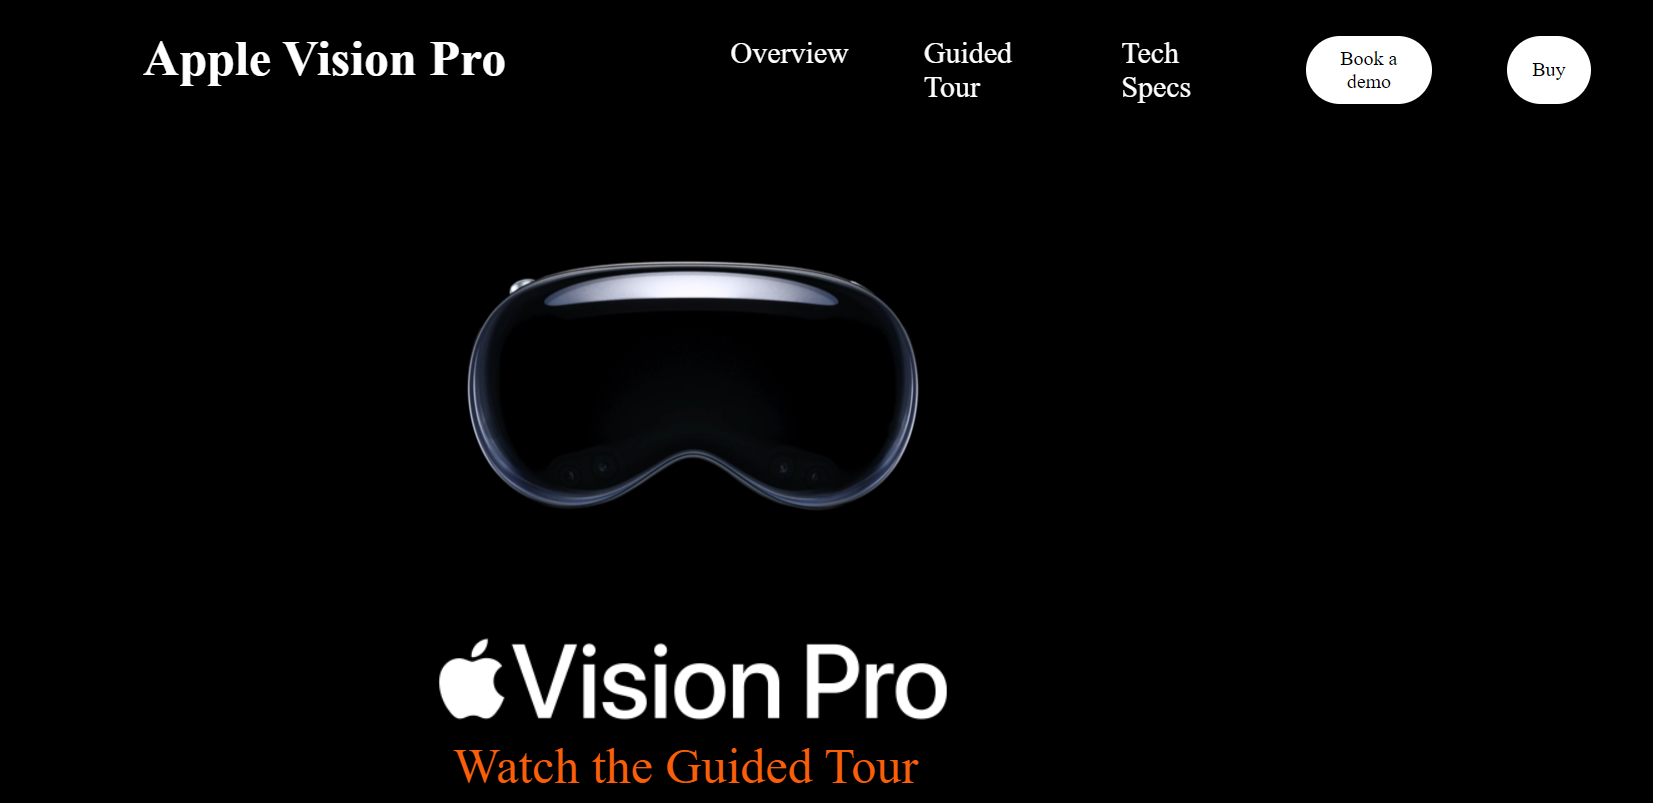 Apple Vision Pro
Overview
Guided
Tour
Tech
Specs
Book a
demo
Buy
Vision Pro
Watch the Guided Tour